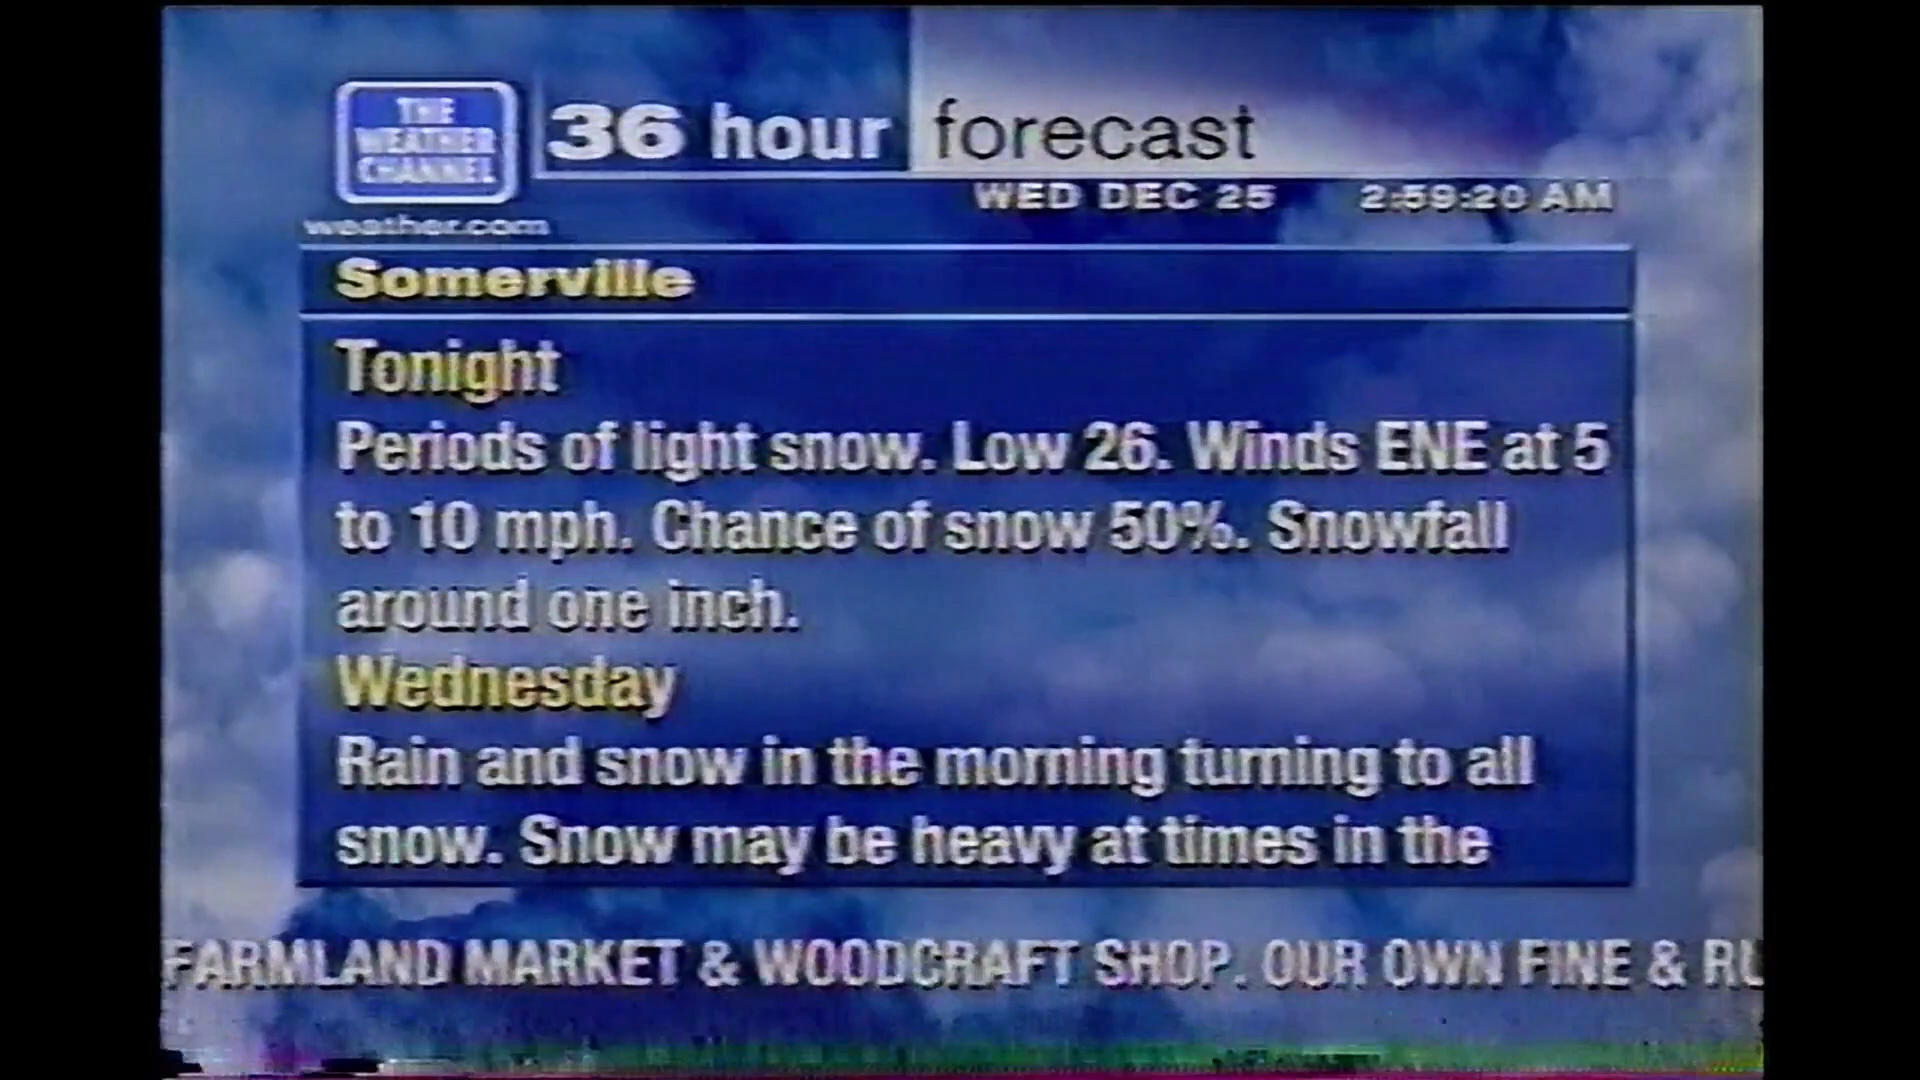 THE
WEATHER
CHANNEL
36 hour forecast
WED DEC 25 2:59:20 AM
weather.com
Somerville
Tonight
Periods of light snow. Low 26. Winds ENE at 5
to 10 mph. Chance of snow 50%. Snowfall
around one inch.
Wednesday
Rain and snow in the morning turning to all
snow. Snow may be heavy at times in the
FARMLAND MARKET & WOODCRAFT SHOP. OUR OWN FINE &